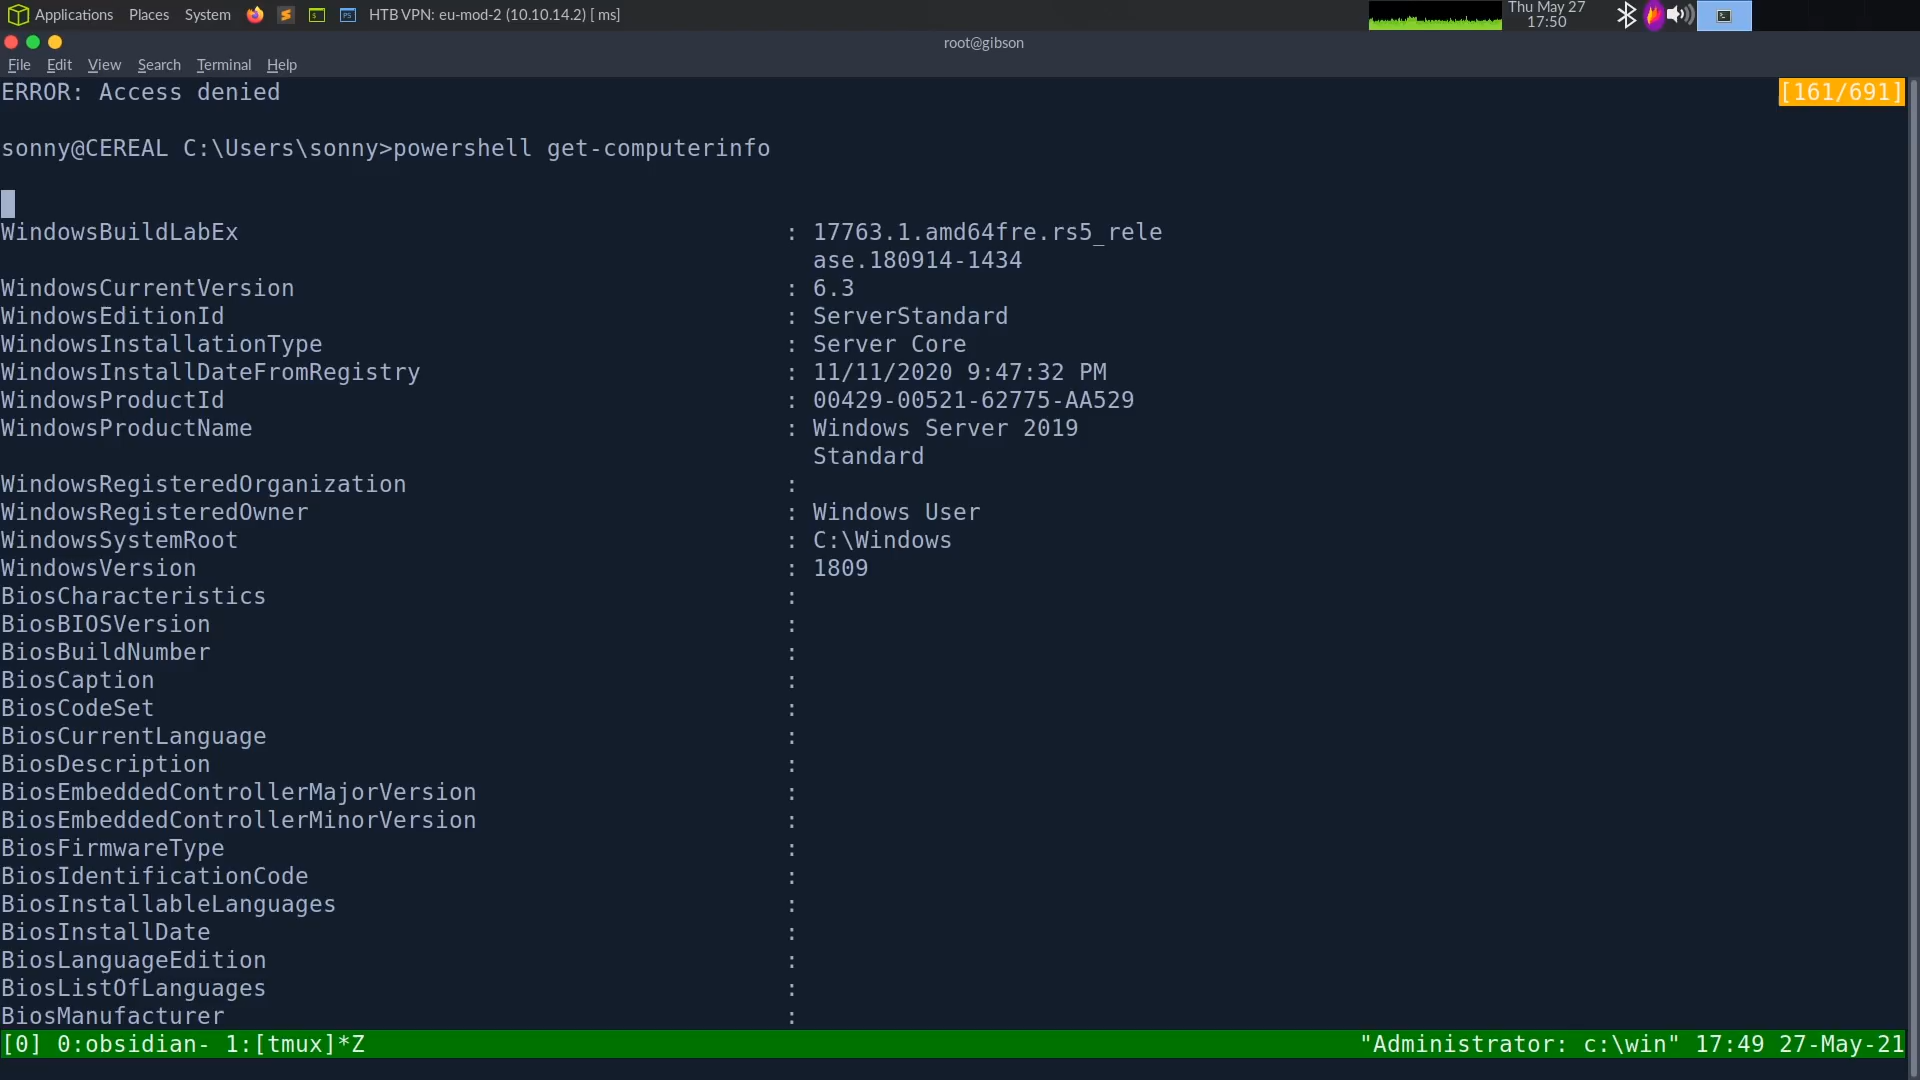 Applications Places System HTB VPN: eu-mod-2 (10.10.14.2) [ ms] Thu May 27
17:50
root@gibson
File Edit View Search Terminal Help
ERROR: Access denied [161/691]
sonny@CEREAL C:\Users\sonny>powershell get-computerinfo
WindowsBuildLabEx : 17763.1.amd64fre.rs5_rele
ase.180914-1434
WindowsCurrentVersion : 6.3
WindowsEditionId : ServerStandard
WindowsInstallationType : Server Core
WindowsInstallDateFromRegistry : 11/11/2020 9:47:32 PM
WindowsProductId : 00429-00521-62775-AA529
WindowsProductName : Windows Server 2019
Standard
WindowsRegisteredOrganization :
WindowsRegisteredOwner : Windows User
WindowsSystemRoot : C:\Windows
WindowsVersion : 1809
BiosCharacteristics :
BiosBIOSVersion :
BiosBuildNumber :
BiosCaption :
BiosCodeSet :
BiosCurrentLanguage :
BiosDescription :
BiosEmbeddedControllerMajorVersion :
BiosEmbeddedControllerMinorVersion :
BiosFirmwareType :
BiosIdentificationCode :
BiosInstallableLanguages :
BiosInstallDate :
BiosLanguageEdition :
BiosListOfLanguages :
BiosManufacturer :
[0] 0:obsidian- 1:[tmux]*Z "Administrator: c:\win" 17:49 27-May-21